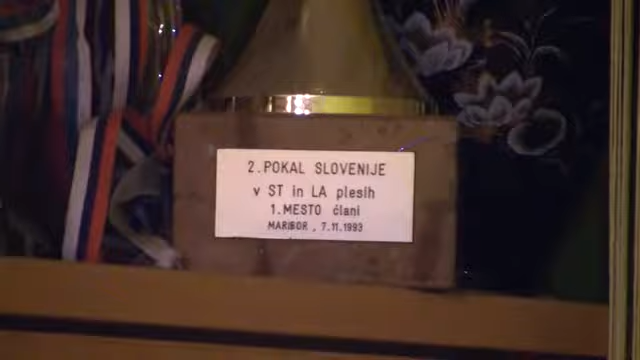 2.POKAL SLOVENIJE
v ST in LA plesih
1.MESTO člani
MARIBOR , 7.11.1993